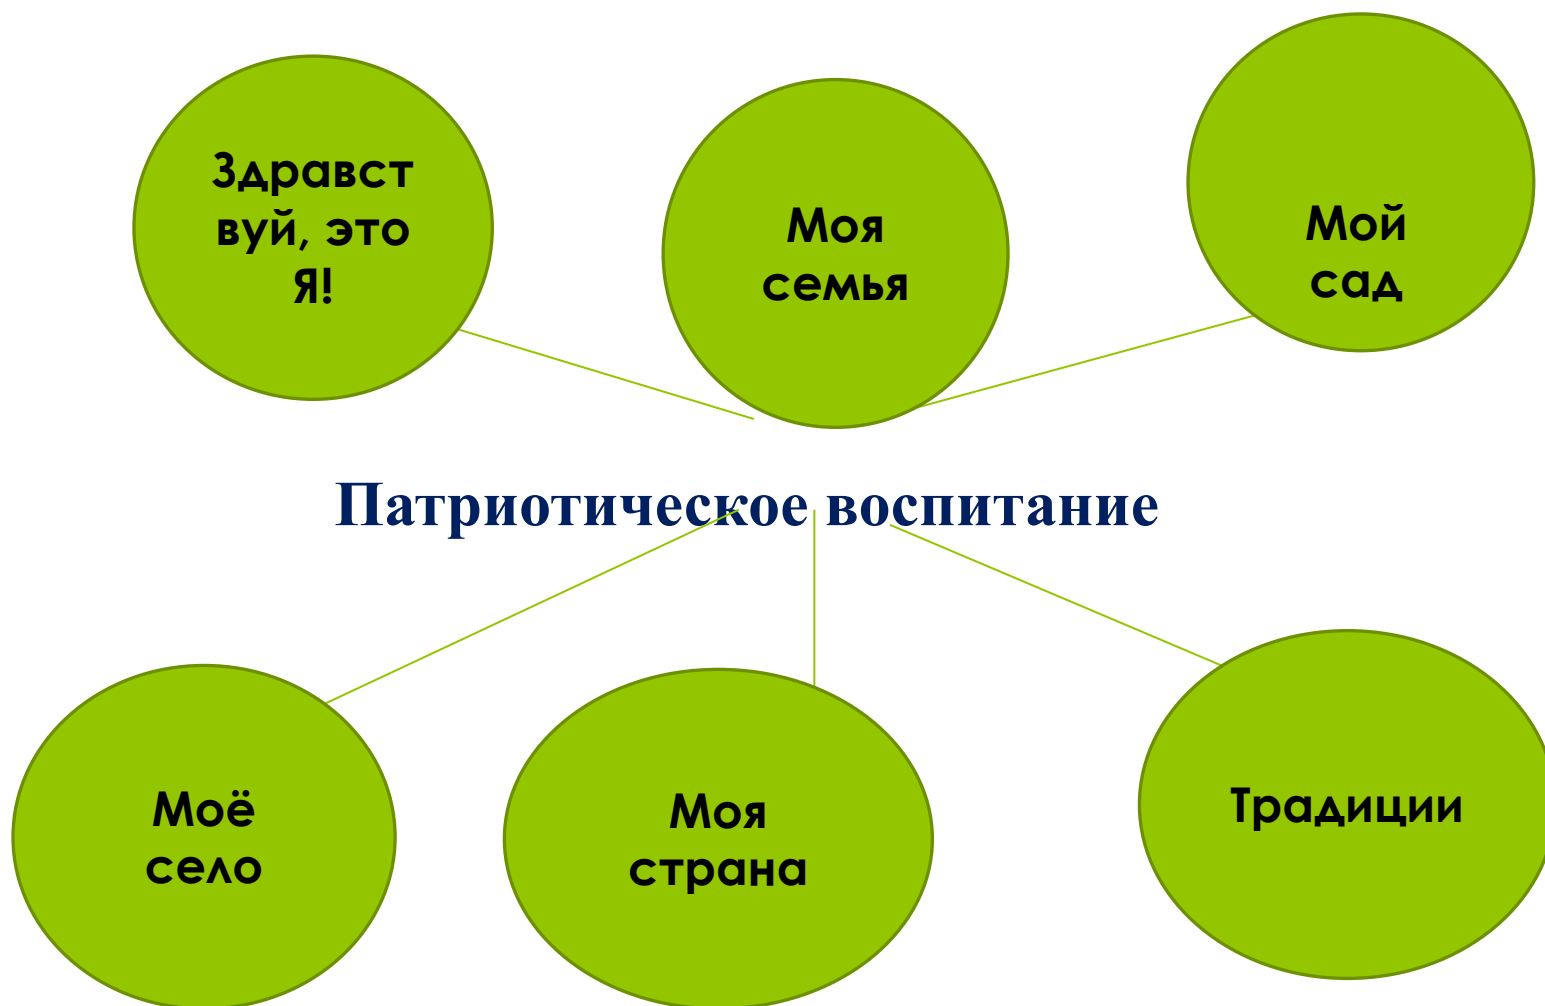 Здравст
вуй, это
Я!
Моя
семья
Мой
сад
Патриотическое воспитание
Моё
село
Моя
страна
Традиции